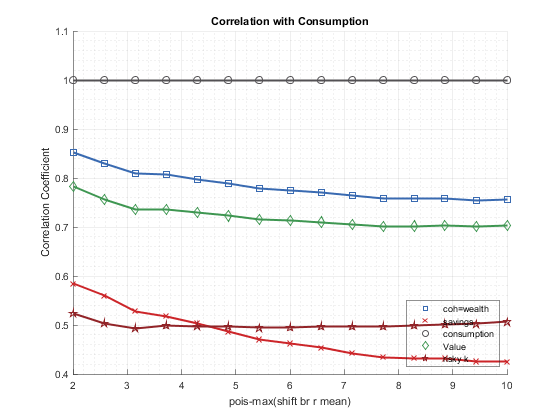 Correlation with Consumption
1.1
1
0.9
0.8
0.7
0.6
0.5
0.4
Correlation Coefficient
coh=wealth
savings
consumption
Value
risky k
2 3 4 5 6 7 8 9 10
pois-max(shift br r mean)